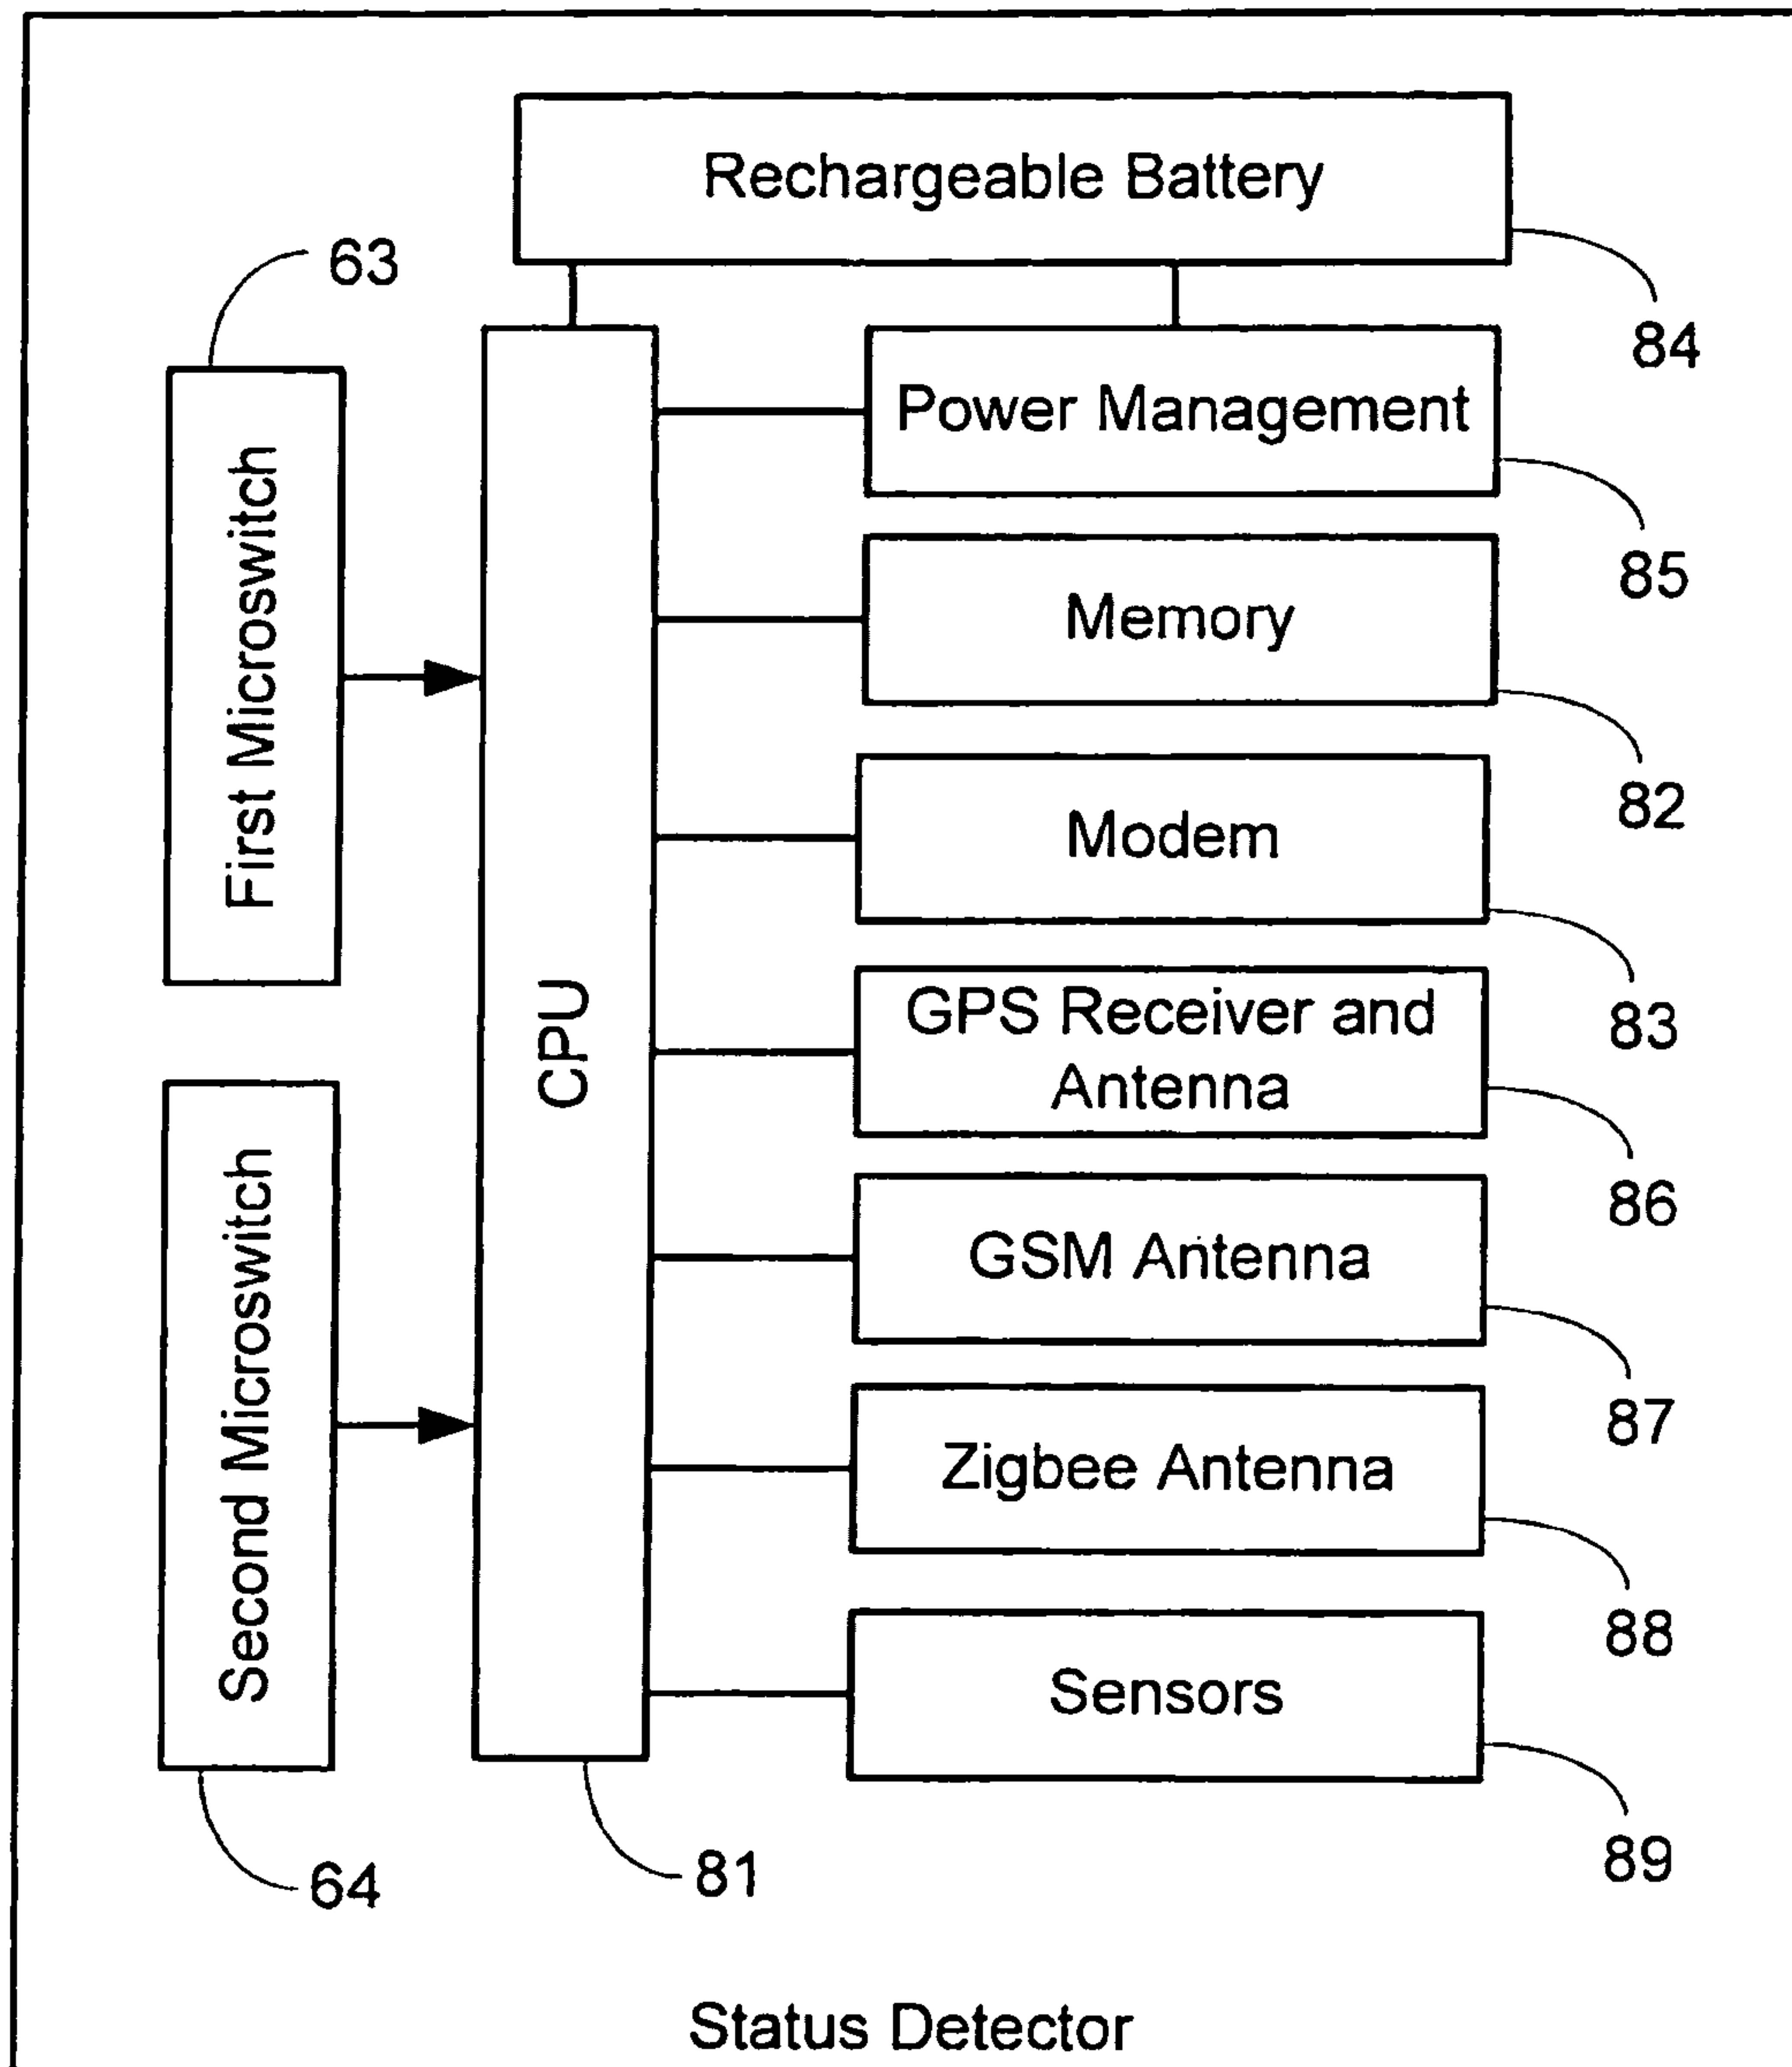 Rechargeable Battery
84
63
First Microswitch
CPU
Power Management
85
Memory
82
Modem
83
GPS Receiver and
Antenna
86
Second Microswitch
GSM Antenna
87
Zigbee Antenna
88
Sensors
89
64
81
Status Detector